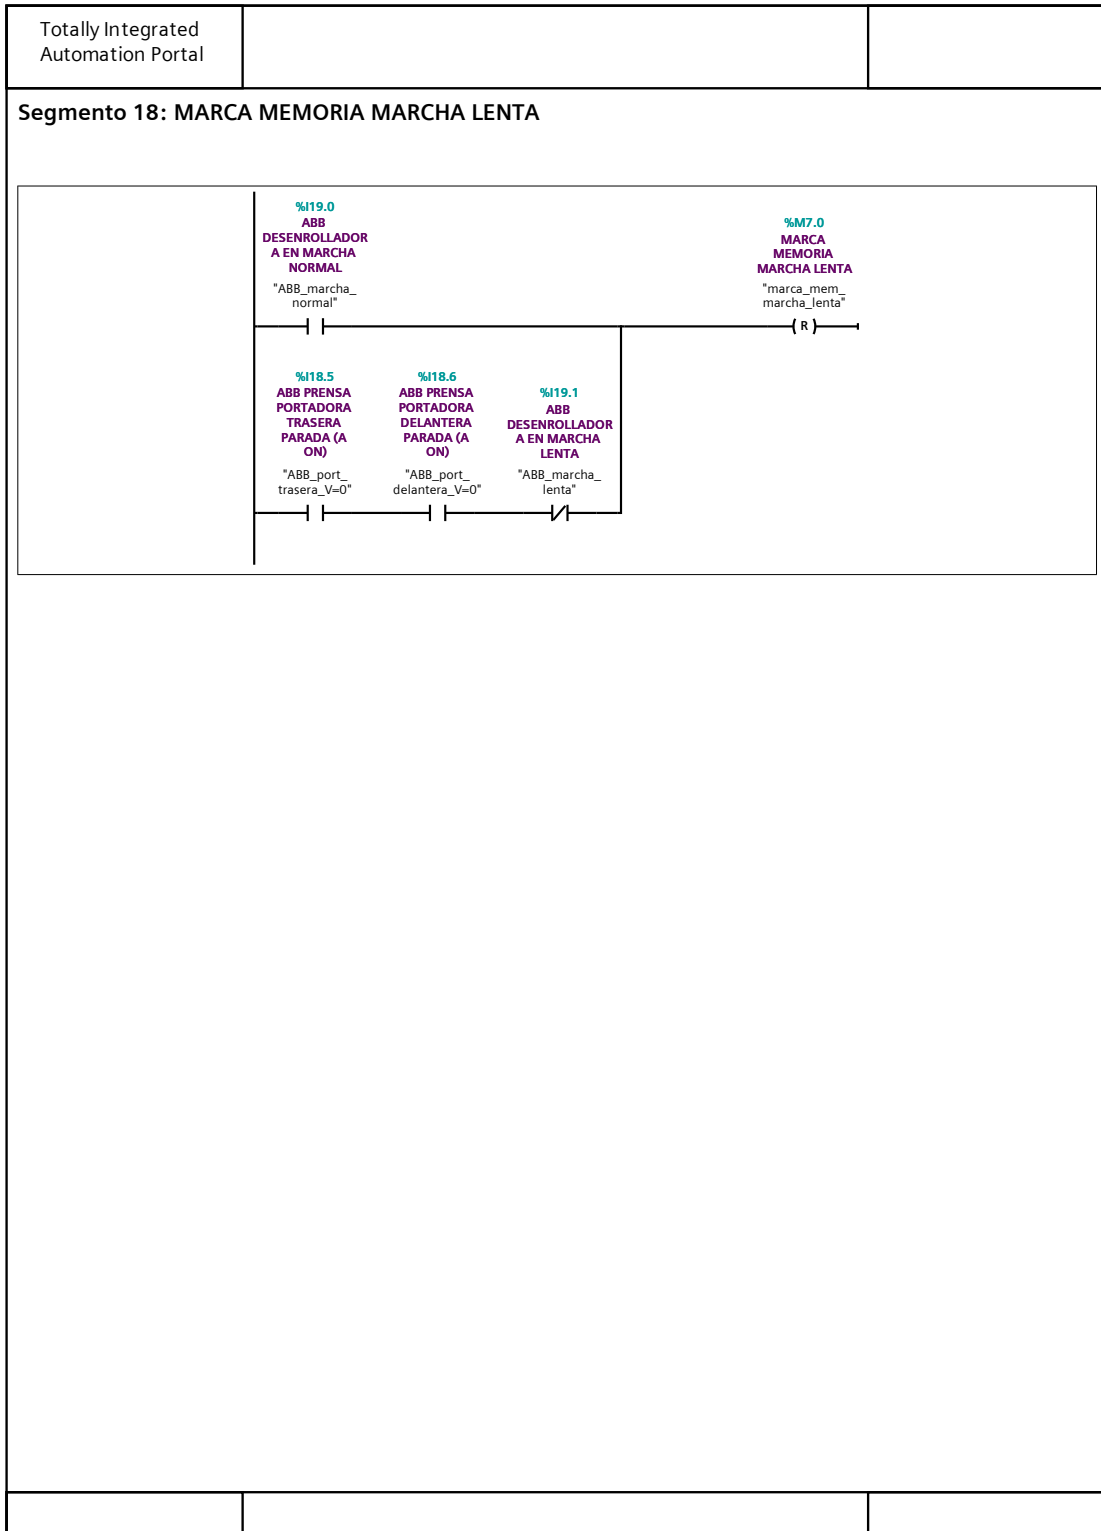 Totally Integrated
Automation Portal
Segmento 18: MARCA MEMORIA MARCHA LENTA
%I19.0
ABB
DESENROLLADOR
A EN MARCHA
NORMAL
"ABB_marcha_
normal"
%M7.0
MARCA
MEMORIA
MARCHA LENTA
"marca_mem_
marcha_lenta"
R
%I18.5
ABB PRENSA
PORTADORA
TRASERA
PARADA (A
ON)
"ABB_port_
trasera_V=0"
%I18.6
ABB PRENSA
PORTADORA
DELANTERA
PARADA (A
ON)
"ABB_port_
delantera_V=0"
%I19.1
ABB
DESENROLLADOR
A EN MARCHA
LENTA
"ABB_marcha_
lenta"